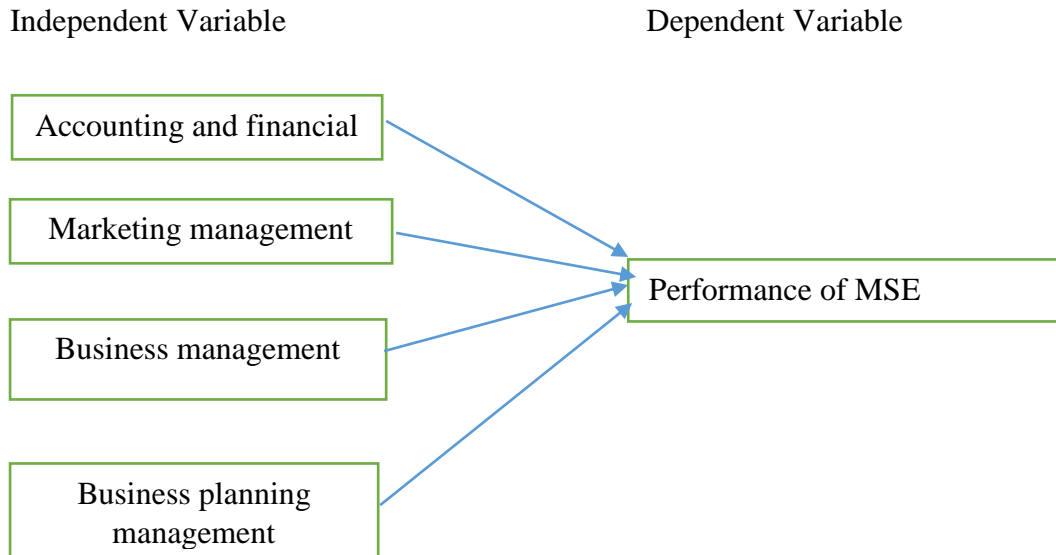 Independent Variable
Dependent Variable
Accounting and financial
Marketing management
Performance of MSE
Business management
Business planning
management